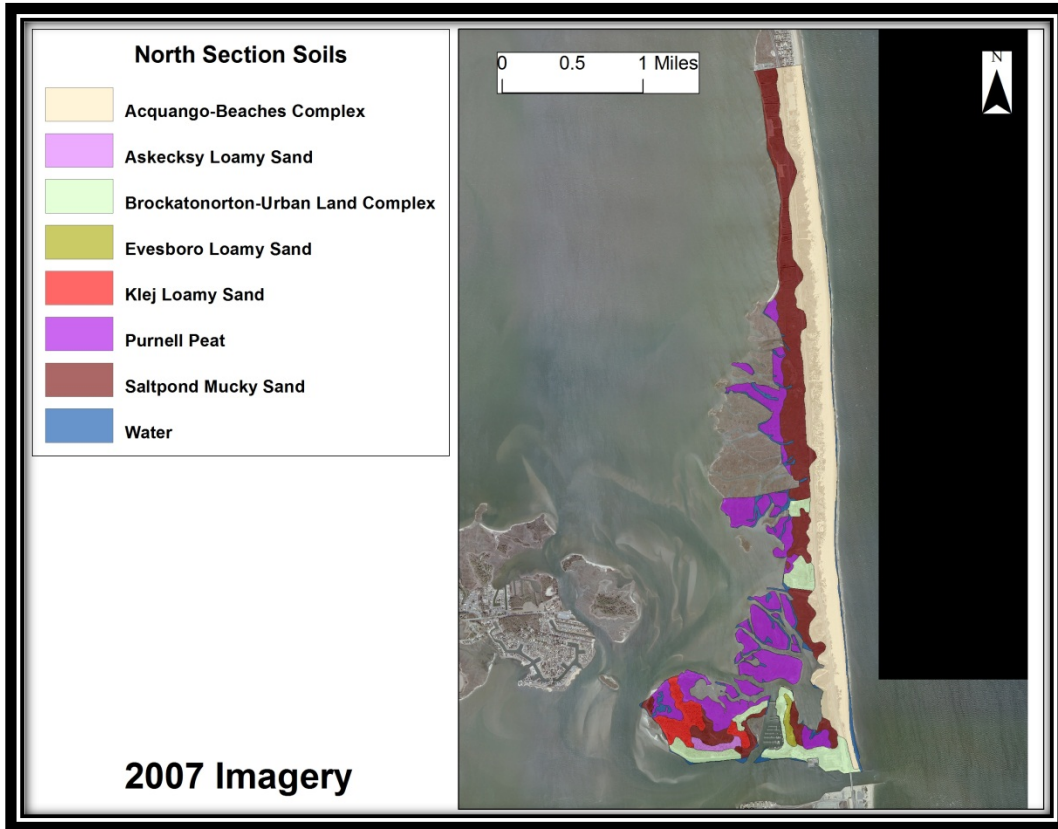 North Section Soils
Acquango-Beaches Complex
Askecksy Loamy Sand
Brockatonorton-Urban Land Complex
Evesboro Loamy Sand
Klej Loamy Sand
Purnell Peat
Saltpond Mucky Sand
Water
2007 Imagery
0 0.5 1 Miles
N